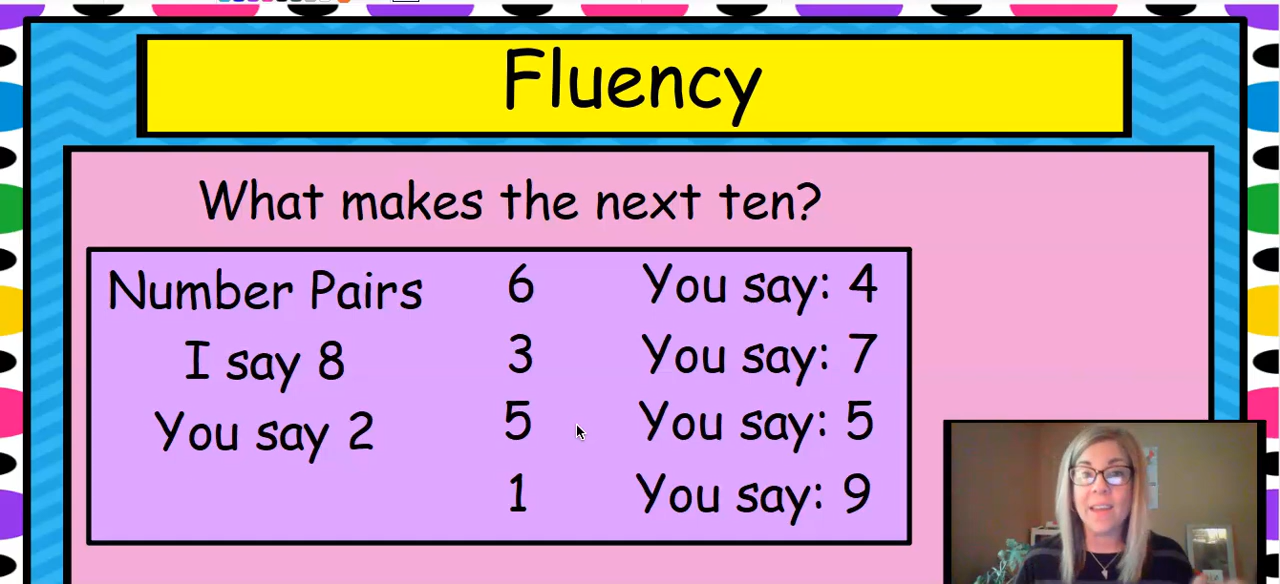 Fluency
What makes the next ten?
Number Pairs
I say 8
You say 2
6 You say: 4
3 You say: 7
5 You say: 5
1 You say: 9